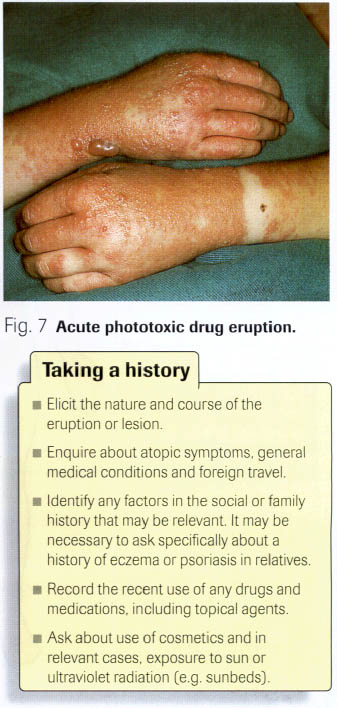 Fig. 7 Acute phototoxic drug eruption.
Taking a history
■ Elicit the nature and course of the
eruption or lesion.
■ Enquire about atopic symptoms, general
medical conditions and foreign travel.
■ Identify any factors in the social or family
history that may be relevant. It may be
necessary to ask specifically about a
history of eczema or psoriasis in relatives.
■ Record the recent use of any drugs and
medications, including topical agents.
■ Ask about use of cosmetics and in
relevant cases, exposure to sun or
ultraviolet radiation (e.g. sunbeds).